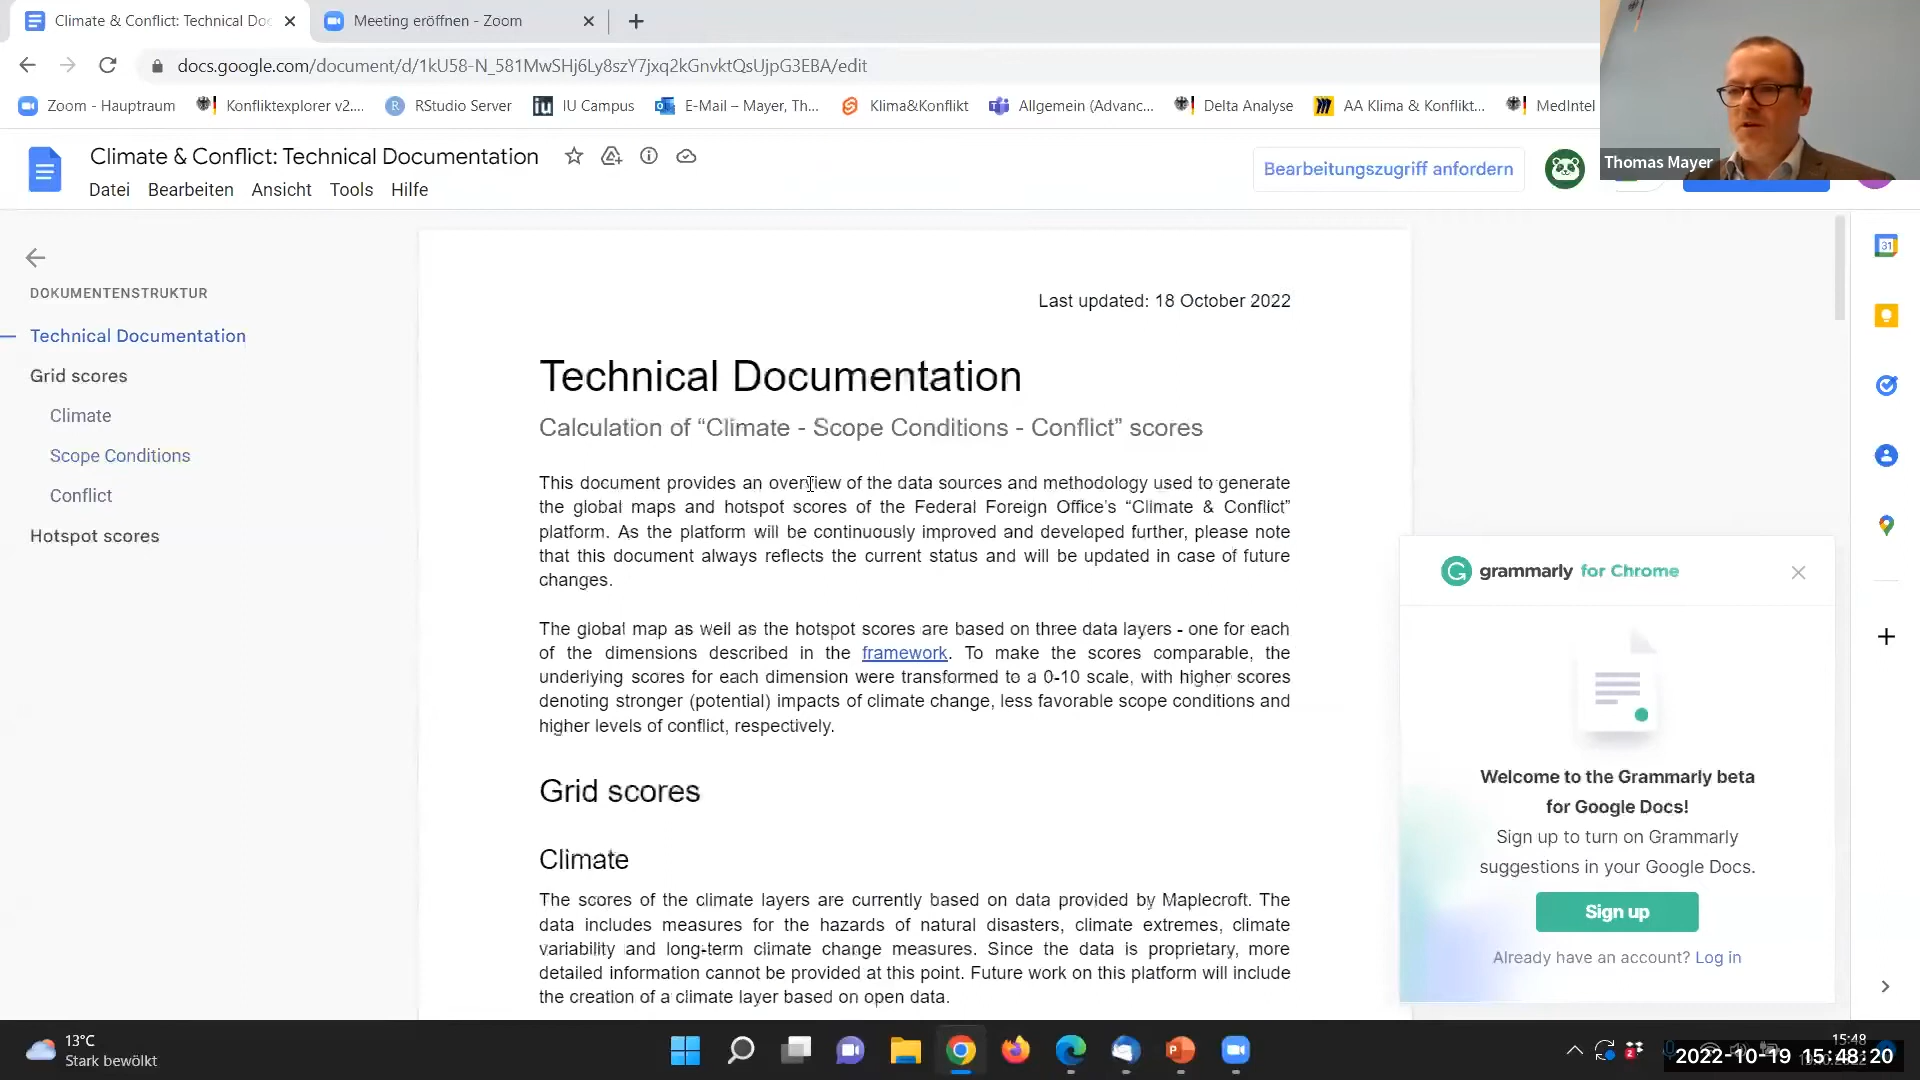 Climate & Conflict: Technical Doc
Meeting eröffnen - Zoom
docs.google.com/document/d/1kU58-N_581MwSHj6Ly8szY7jxq2kGnvktQsUjpG3EBA/edit
Zoom - Hauptraum
Konfliktexplorer v2....
RStudio Server
IU Campus
E-Mail – Mayer, Th...
Klima&Konflikt
Allgemein (Advanc...
Delta Analyse
AA Klima & Konflikt...
MedIntel
Thomas Mayer
Climate & Conflict: Technical Documentation
Bearbeitungszugriff anfordern
Datei Bearbeiten Ansicht Tools Hilfe
DOKUMENTENSTRUKTUR
Technical Documentation
Grid scores
Climate
Scope Conditions
Conflict
Hotspot scores
Last updated: 18 October 2022
Technical Documentation
Calculation of “Climate - Scope Conditions - Conflict” scores
This document provides an overview of the data sources and methodology used to generate
the global maps and hotspot scores of the Federal Foreign Office’s “Climate & Conflict”
platform. As the platform will be continuously improved and developed further, please note
that this document always reflects the current status and will be updated in case of future
changes.
The global map as well as the hotspot scores are based on three data layers - one for each
of the dimensions described in the framework. To make the scores comparable, the
underlying scores for each dimension were transformed to a 0-10 scale, with higher scores
denoting stronger (potential) impacts of climate change, less favorable scope conditions and
higher levels of conflict, respectively.
Grid scores
Climate
The scores of the climate layers are currently based on data provided by Maplecroft. The
data includes measures for the hazards of natural disasters, climate extremes, climate
variability and long-term climate change measures. Since the data is proprietary, more
detailed information cannot be provided at this point. Future work on this platform will include
the creation of a climate layer based on open data.
31
grammarly for Chrome
Welcome to the Grammarly beta
for Google Docs!
Sign up to turn on Grammarly
suggestions in your Google Docs.
Sign up
Already have an account? Log in
13°C
Stark bewölkt
15:48
2022-10-19 15:48:20